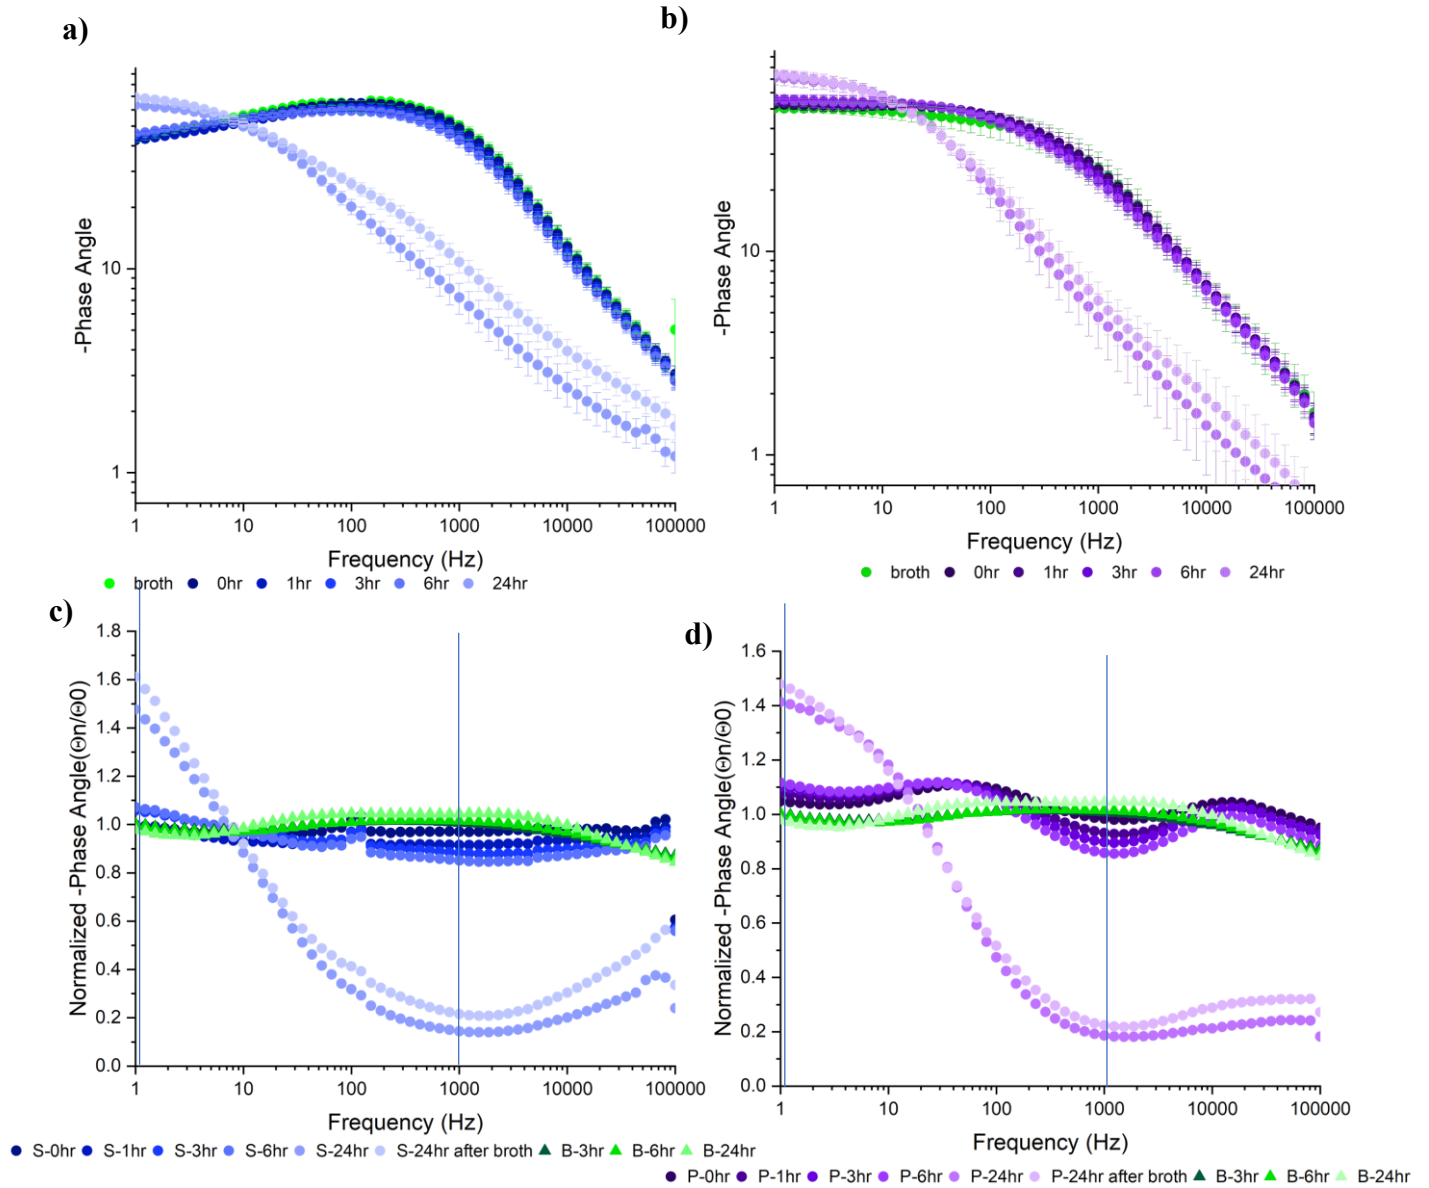 a)
-Phase Angle
10
1
1 10 100 1000 10000 100000
Frequency (Hz)
broth 0hr 1hr 3hr 6hr 24hr
b)
-Phase Angle
10
1
1 10 100 1000 10000 100000
Frequency (Hz)
broth 0hr 1hr 3hr 6hr 24hr
c)
Normalized -Phase Angle(Θn/Θ0)
1.8
1.6
1.4
1.2
1.0
0.8
0.6
0.4
0.2
0.0
1 10 100 1000 10000 100000
Frequency (Hz)
S-0hr S-1hr S-3hr S-6hr S-24hr S-24hr after broth B-3hr B-6hr B-24hr
d)
Normalized -Phase Angle(Θn/Θ0)
1.6
1.4
1.2
1.0
0.8
0.6
0.4
0.2
0.0
1 10 100 1000 10000 100000
Frequency (Hz)
P-0hr P-1hr P-3hr P-6hr P-24hr P-24hr after broth B-3hr B-6hr B-24hr